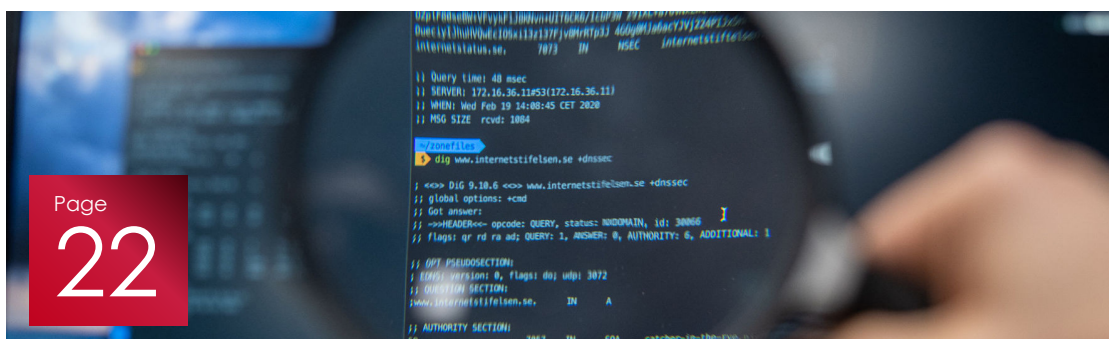 internetstatus.se. 7073 IN NSEC internetstiftelsen
;; Query time: 48 msec
;; SERVER: 172.16.36.11#53(172.16.36.11)
;; WHEN: Wed Feb 19 14:08:45 CET 2020
;; MSG SIZE rcvd: 1084
~/zonefiles
$ dig www.internetstifelsen.se +dnssec
; <<>> DiG 9.10.6 <<>> www.internetstifelsen.se +dnssec
;; global options: +cmd
;; Got answer:
;; ->>HEADER<<- opcode: QUERY, status: NXDOMAIN, id: 30066
;; flags: qr rd ra ad; QUERY: 1, ANSWER: 0, AUTHORITY: 6, ADDITIONAL: 1
;; OPT PSEUDOSECTION:
; EDNS: version: 0, flags: do; udp: 3072
;; QUESTION SECTION:
;www.internetstifelsen.se. IN A
;; AUTHORITY SECTION:
Page
22